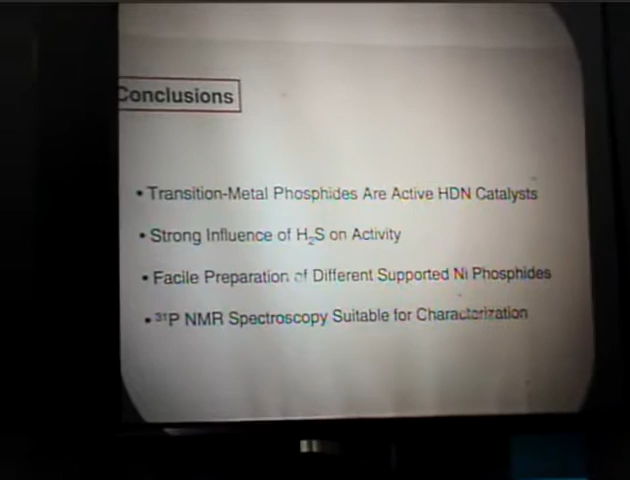 Conclusions
• Transition-Metal Phosphides Are Active HDN Catalysts
• Strong Influence of H₂S on Activity
• Facile Preparation of Different Supported Ni Phosphides
• ³¹P NMR Spectroscopy Suitable for Characterization